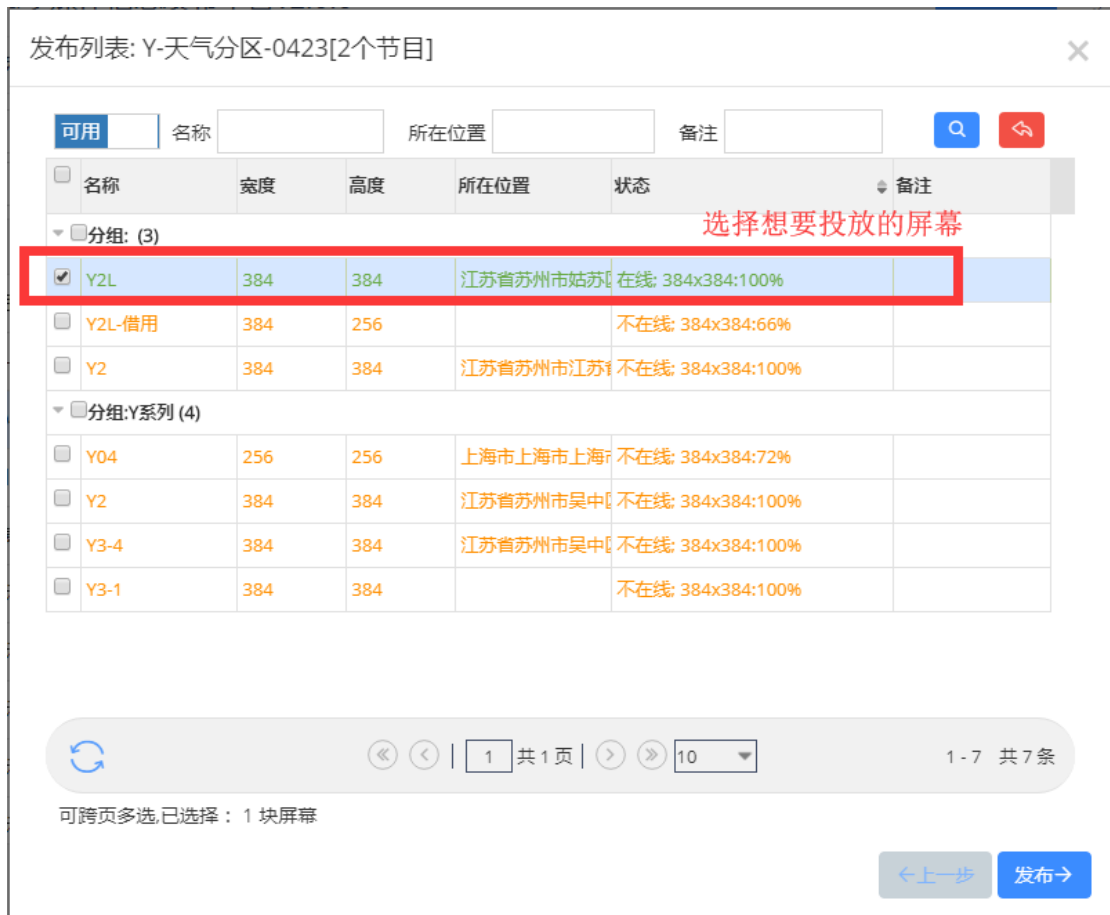 发布列表: Y-天气分区-0423[2个节目]
可用 名称 所在位置 备注
名称 宽度 高度 所在位置 状态 备注
选择想要投放的屏幕
分组: (3)
Y2L 384 384 江苏省苏州市姑苏区 在线; 384x384:100%
Y2L-借用 384 256 不在线; 384x384:66%
Y2 384 384 江苏省苏州市江苏省 不在线; 384x384:100%
分组:Y系列 (4)
Y04 256 256 上海市上海市上海市 不在线; 384x384:72%
Y2 384 384 江苏省苏州市吴中区 不在线; 384x384:100%
Y3-4 384 384 江苏省苏州市吴中区 不在线; 384x384:100%
Y3-1 384 384 不在线; 384x384:100%
1 共1页 10 1 - 7 共7条
可跨页多选,已选择： 1 块屏幕
上一步 发布